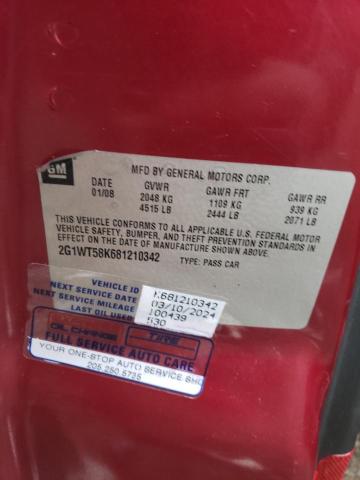 GM
MFD BY GENERAL MOTORS CORP.
DATE GVWR GAWR FRT GAWR RR
01/08 2048 KG 1109 KG 939 KG
4515 LB 2444 LB 2071 LB
THIS VEHICLE CONFORMS TO ALL APPLICABLE U.S. FEDERAL MOTOR
VEHICLE SAFETY, BUMPER, AND THEFT PREVENTION STANDARDS
IN EFFECT ON THE DATE OF MANUFACTURE SHOWN ABOVE.
2G1WT58K681210342
TYPE: PASS CAR
VEHICLE ID K681210342
NEXT SERVICE DATE 03/10/2024
NEXT SERVICE 100439
LAST OIL USED 530
OIL CHANGE TIRE
FULL SERVICE AUTO CARE
YOUR ONE-STOP AUTO SERVICE SHO
205.250.5735